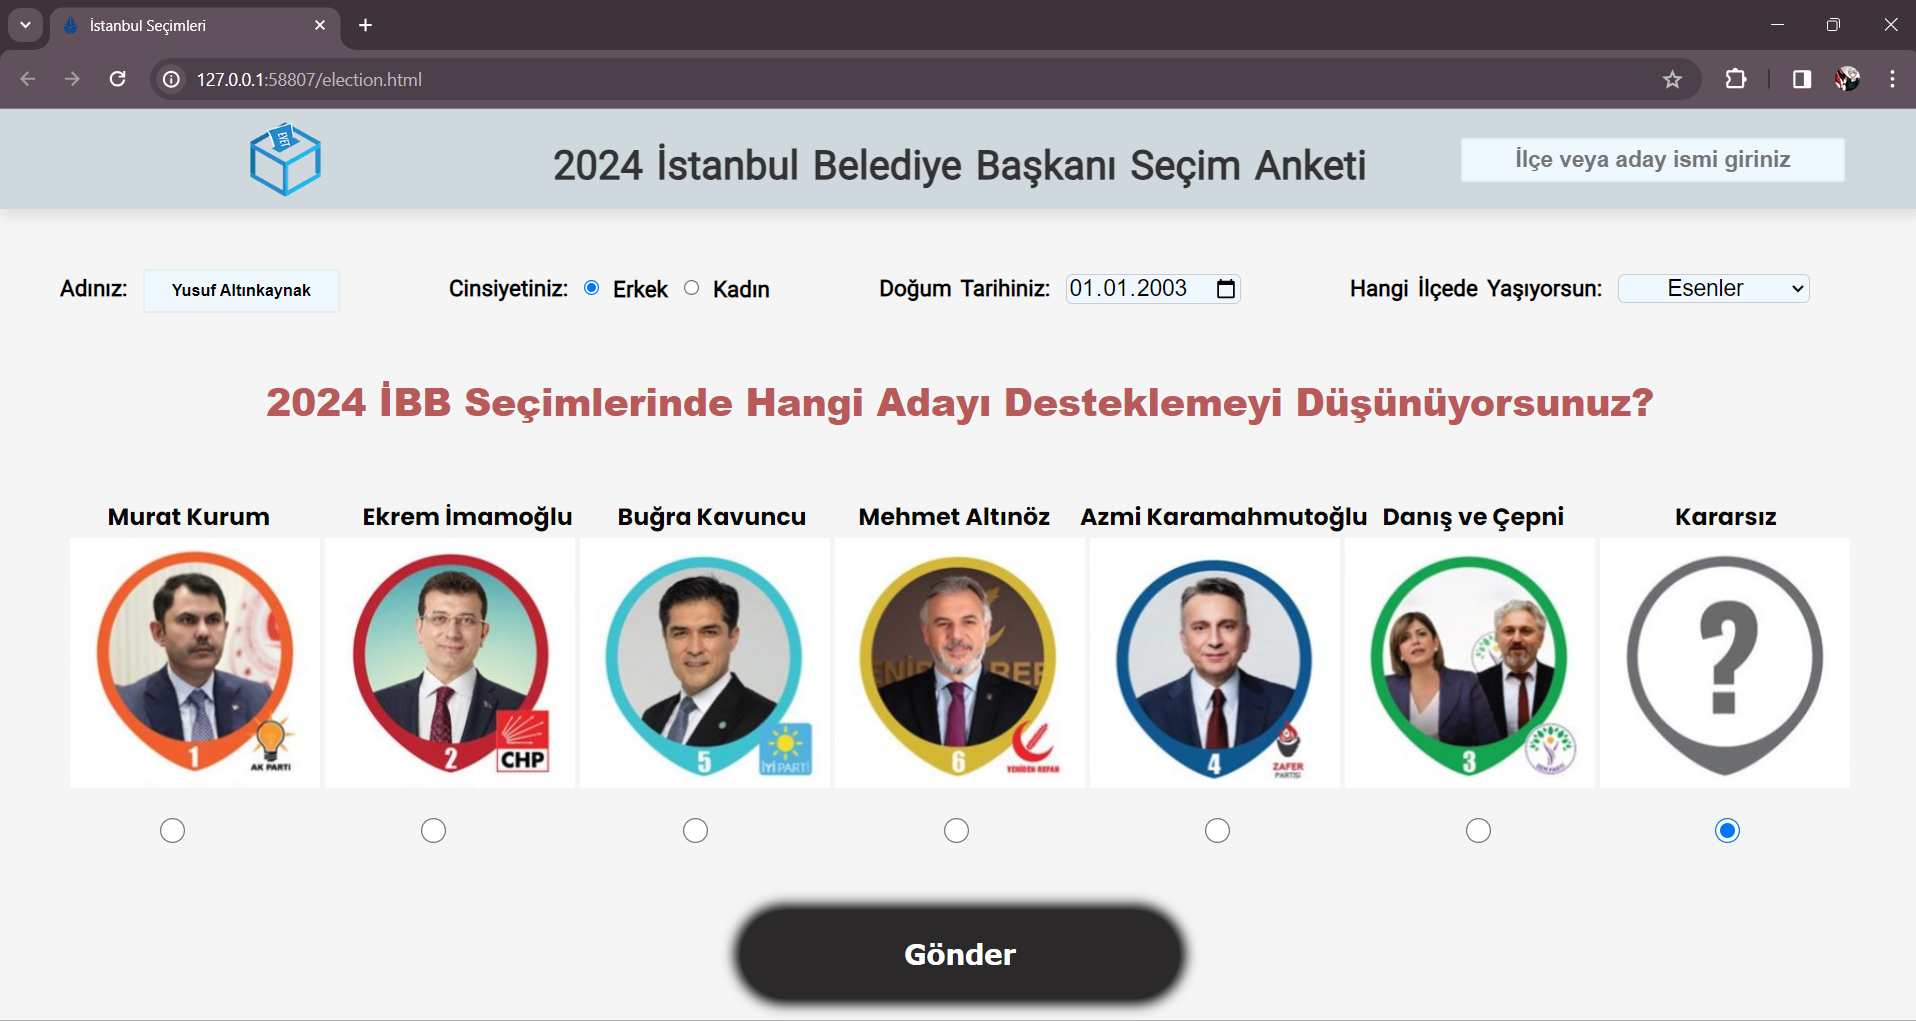 İstanbul Seçimleri
127.0.0.1:58807/election.html
EVET
2024 İstanbul Belediye Başkanı Seçim Anketi
İlçe veya aday ismi giriniz
Adınız: Yusuf Altınkaynak Cinsiyetiniz: Erkek Kadın Doğum Tarihiniz: 01.01.2003 Hangi İlçede Yaşıyorsun: Esenler
2024 İBB Seçimlerinde Hangi Adayı Desteklemeyi Düşünüyorsunuz?
Murat Kurum Ekrem İmamoğlu Buğra Kavuncu Mehmet Altınöz Azmi Karamahmutoğlu Danış ve Çepni Kararsız
1 AK PARTİ
2 CHP
5 İYİ PARTİ
6 YENİDEN REFAH
4 ZAFER PARTİSİ
3 DEM PARTİ
?
Gönder